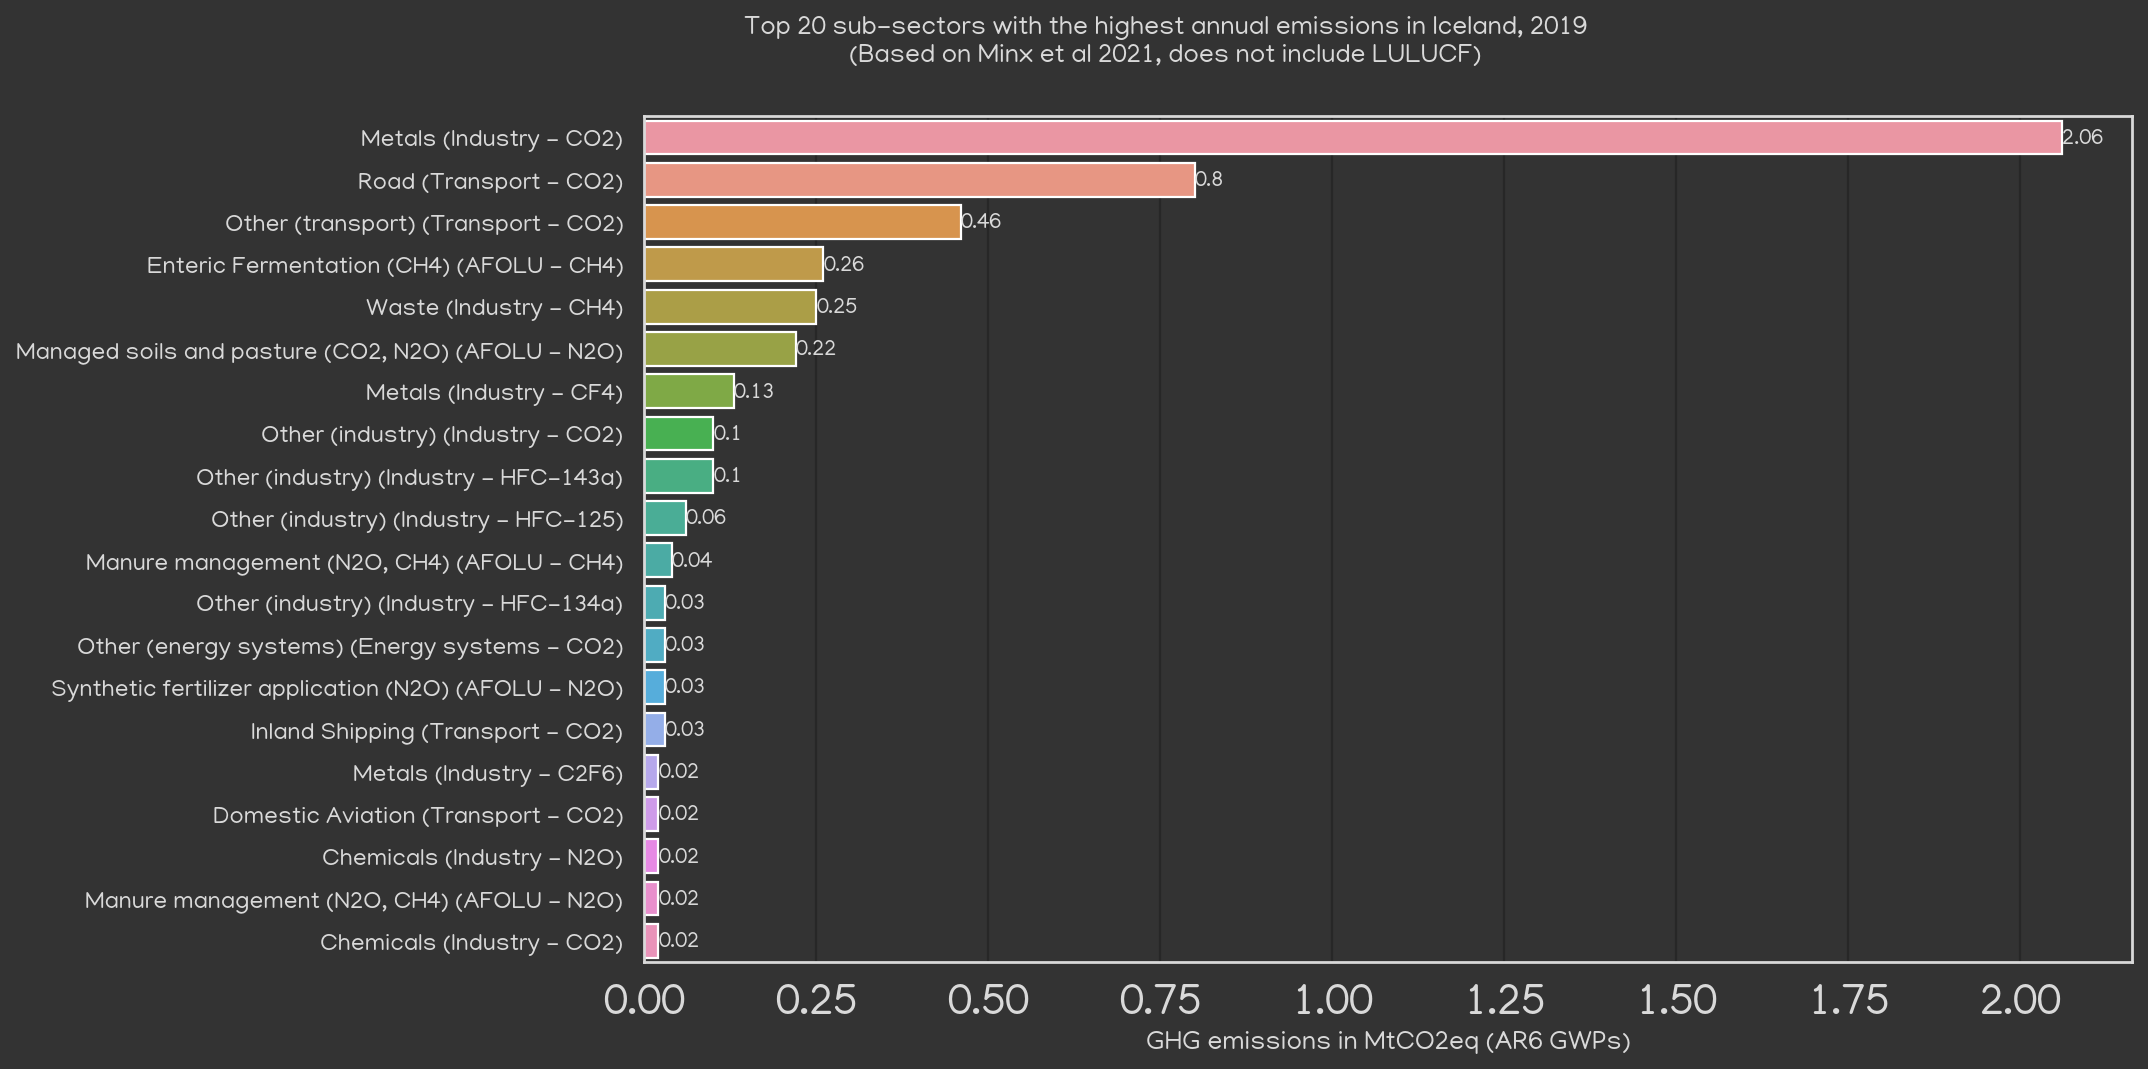 Top 20 sub-sectors with the highest annual emissions in Iceland, 2019
(Based on Minx et al 2021, does not include LULUCF)
Metals (Industry - CO2) 2.06
Road (Transport - CO2) 0.8
Other (transport) (Transport - CO2) 0.46
Enteric Fermentation (CH4) (AFOLU - CH4) 0.26
Waste (Industry - CH4) 0.25
Managed soils and pasture (CO2, N2O) (AFOLU - N2O) 0.22
Metals (Industry - CF4) 0.13
Other (industry) (Industry - CO2) 0.1
Other (industry) (Industry - HFC-143a) 0.1
Other (industry) (Industry - HFC-125) 0.06
Manure management (N2O, CH4) (AFOLU - CH4) 0.04
Other (industry) (Industry - HFC-134a) 0.03
Other (energy systems) (Energy systems - CO2) 0.03
Synthetic fertilizer application (N2O) (AFOLU - N2O) 0.03
Inland Shipping (Transport - CO2) 0.03
Metals (Industry - C2F6) 0.02
Domestic Aviation (Transport - CO2) 0.02
Chemicals (Industry - N2O) 0.02
Manure management (N2O, CH4) (AFOLU - N2O) 0.02
Chemicals (Industry - CO2) 0.02
0.00 0.25 0.50 0.75 1.00 1.25 1.50 1.75 2.00
GHG emissions in MtCO2eq (AR6 GWPs)